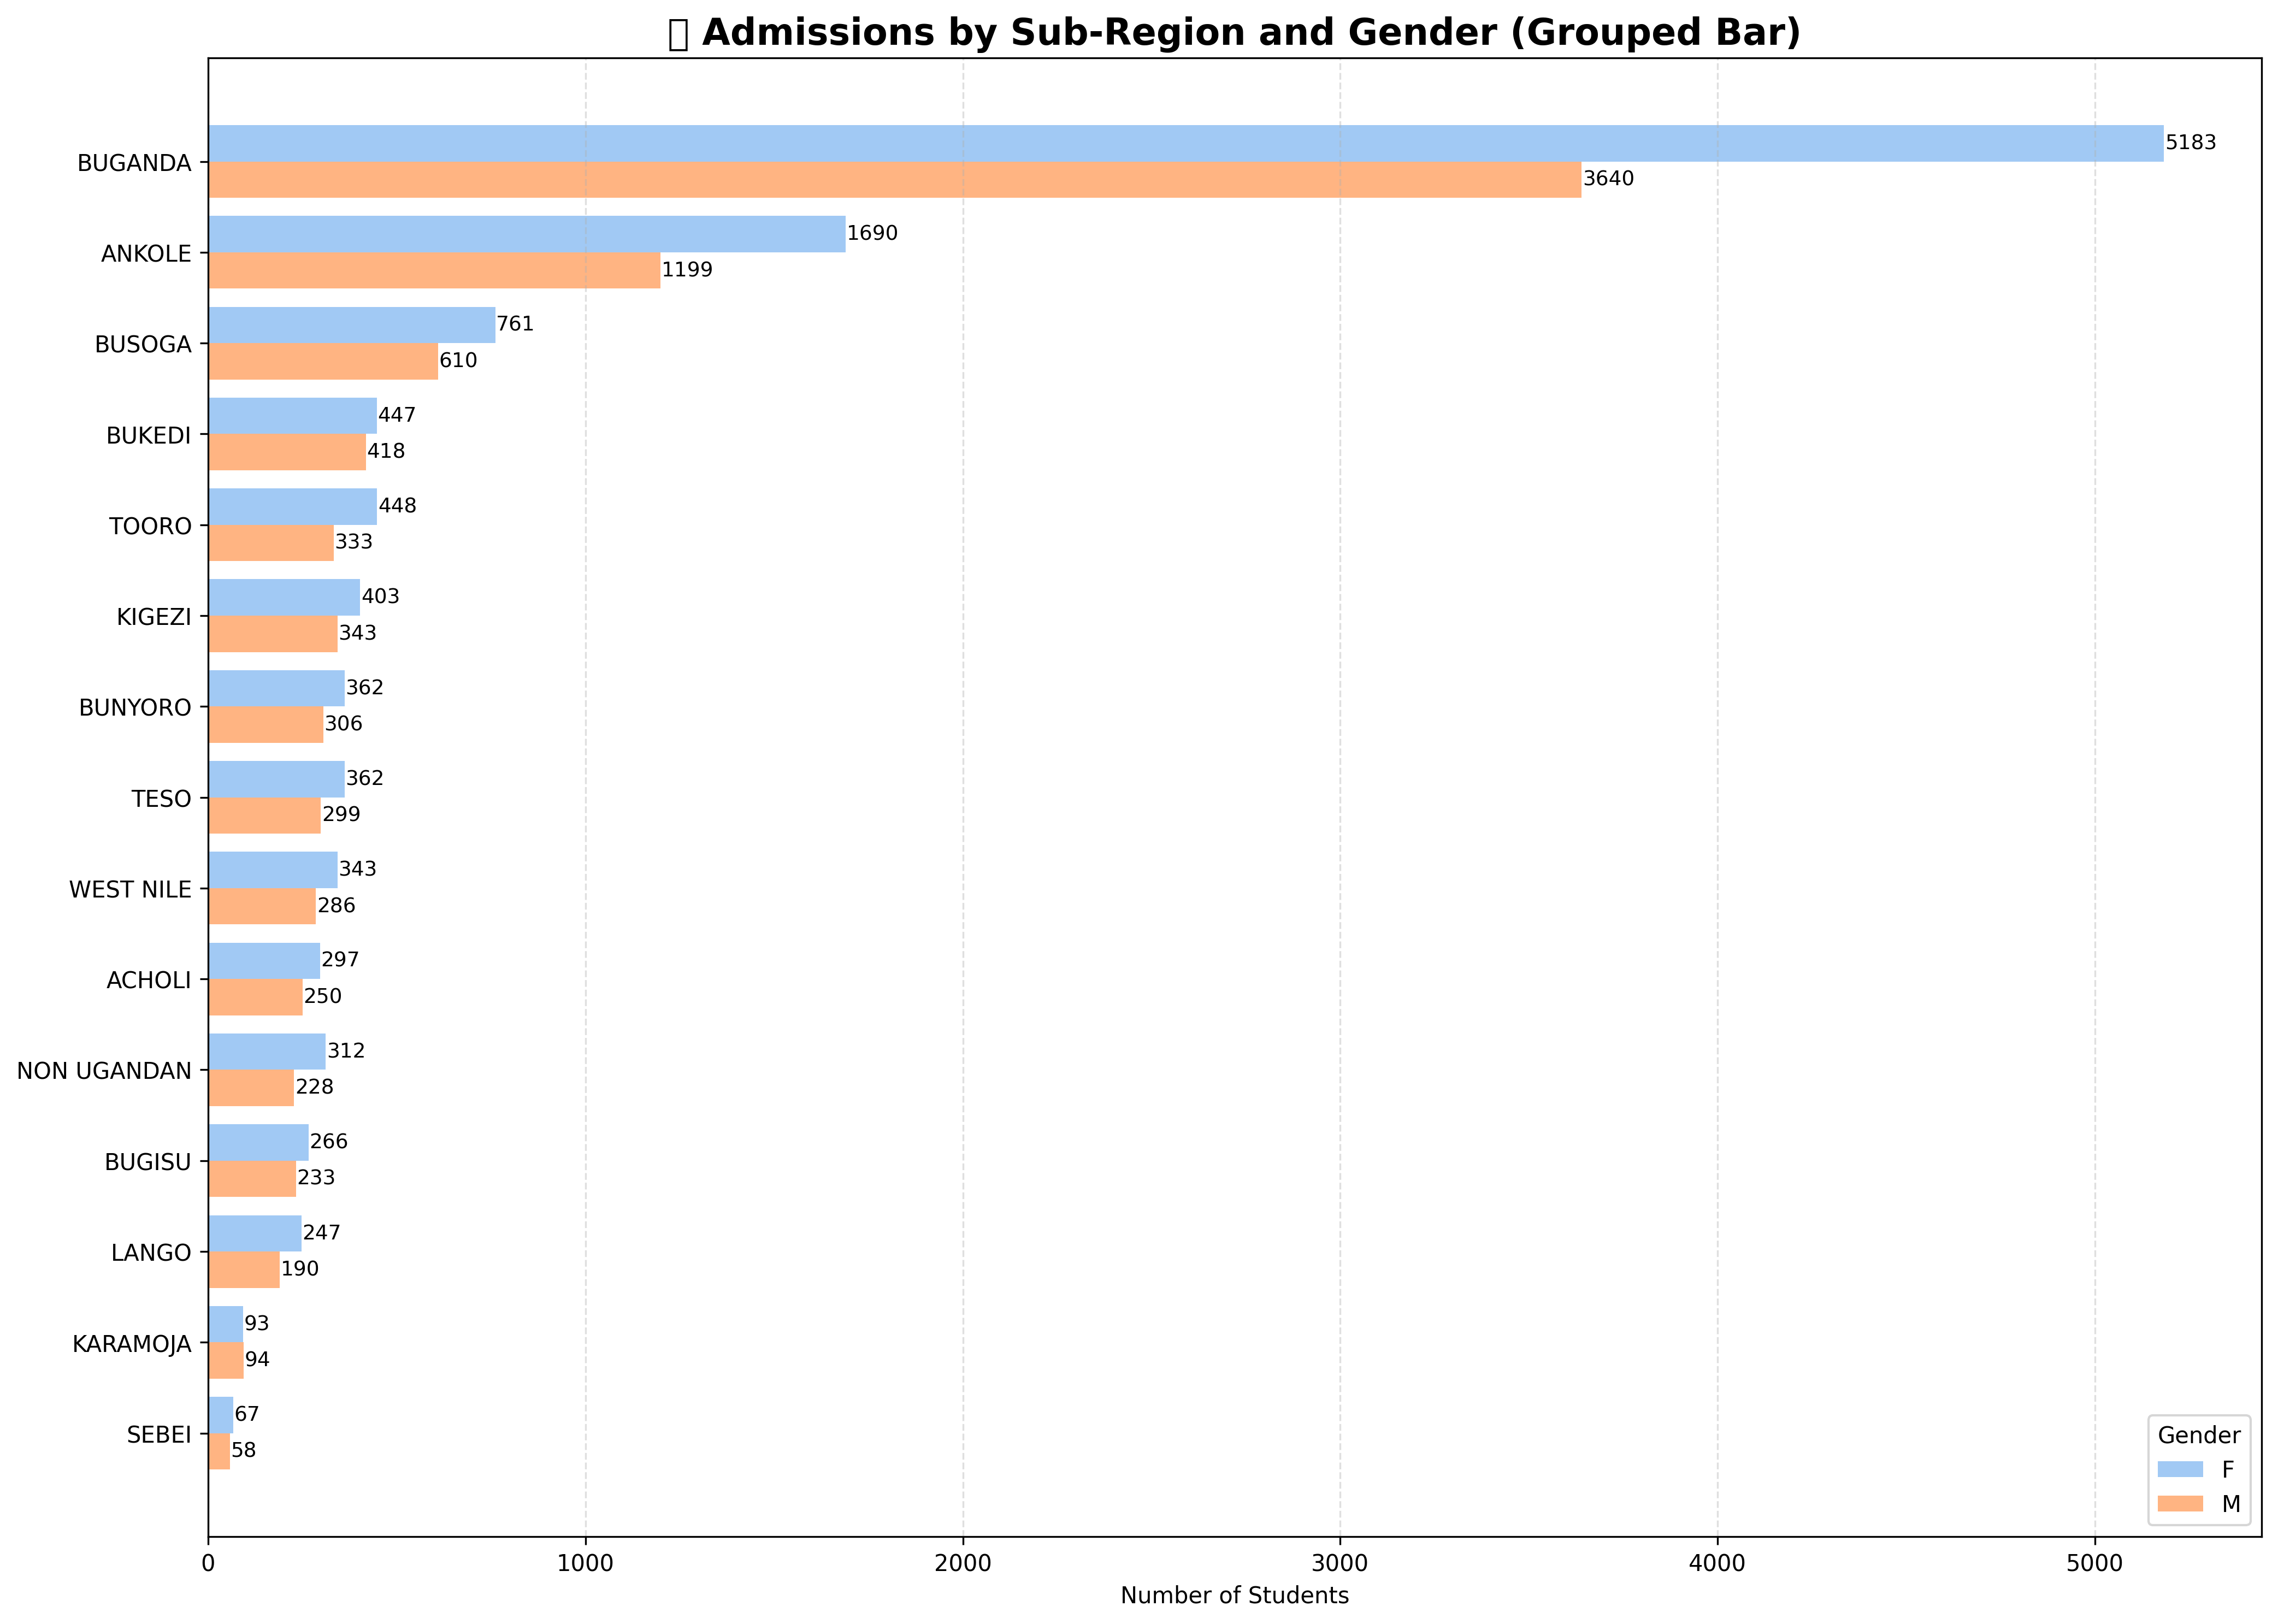 Admissions by Sub-Region and Gender (Grouped Bar)
BUGANDA
5183
3640
ANKOLE
1690
1199
BUSOGA
761
610
BUKEDI
447
418
TOORO
448
333
KIGEZI
403
343
BUNYORO
362
306
TESO
362
299
WEST NILE
343
286
ACHOLI
297
250
NON UGANDAN
312
228
BUGISU
266
233
LANGO
247
190
KARAMOJA
93
94
SEBEI
67
58
Gender
F
M
0 1000 2000 3000 4000 5000
Number of Students